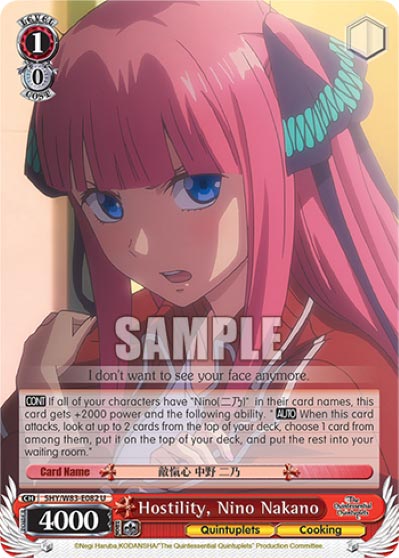 LEVEL
1
0
COST
SAMPLE
I don't want to see your face anymore.
CONT If all of your characters have "Nino(二乃)" in their card names, this
card gets +2000 power and the following ability. " AUTO When this card
attacks, look at up to 2 cards from the top of your deck, choose 1 card from
among them, put it on the top of your deck, and put the rest into your
waiting room."
Card Name 敵愾心 中野 二乃
CH 5HY/W83-E082 U
4000
Hostility, Nino Nakano
The Quintessential Quintuplets
Quintuplets Cooking
©Negi Haruba,KODANSHA/"The Quintessential Quintuplets" Production Committee